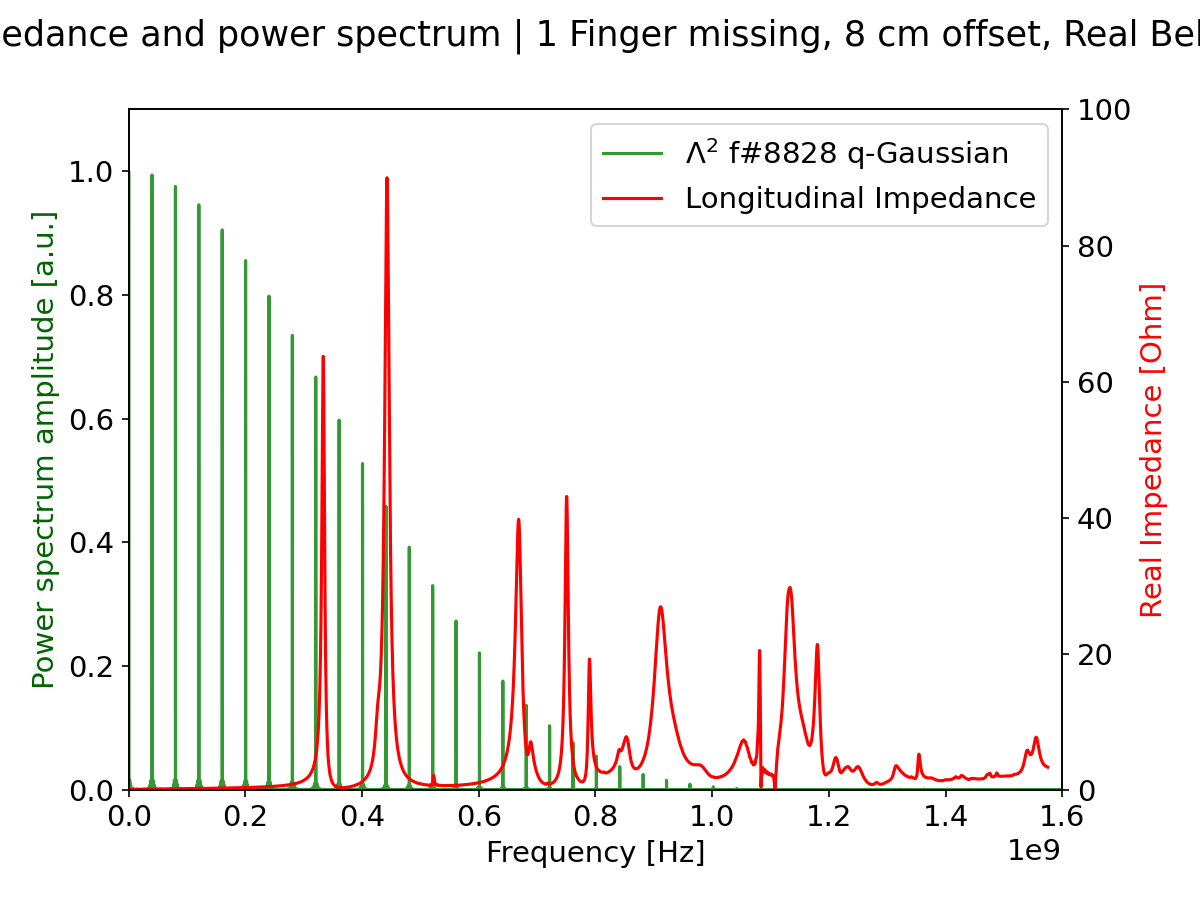 edance and power spectrum | 1 Finger missing, 8 cm offset, Real Bel
Λ² f#8828 q-Gaussian
Longitudinal Impedance
Power spectrum amplitude [a.u.]
1.0
0.8
0.6
0.4
0.2
0.0
100
80
60
40
20
0
Real Impedance [Ohm]
0.0 0.2 0.4 0.6 0.8 1.0 1.2 1.4 1.6
Frequency [Hz]
1e9